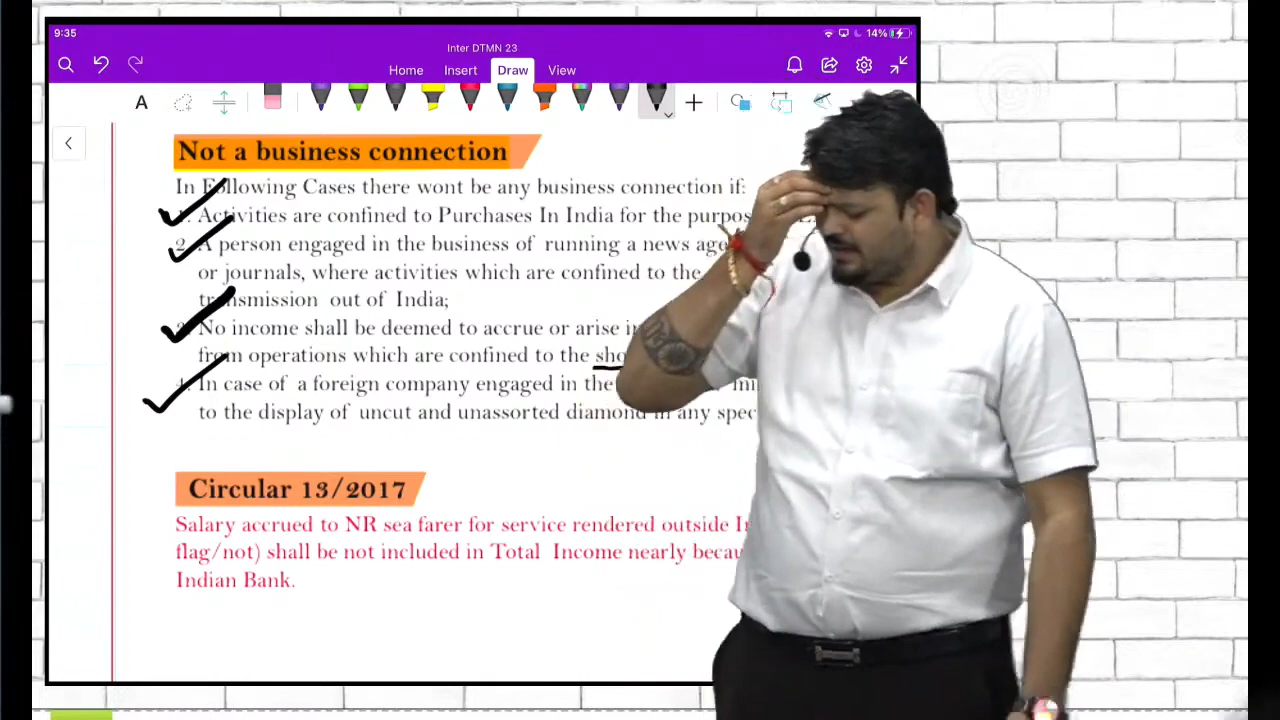 9:35
14%
Inter DTMN 23
Home Insert Draw View
A
Not a business connection
In Following Cases there wont be any business connection if:
Activities are confined to Purchases In India for the
2. A person engaged in the business of running a news
or journals, where activities which are confined to the
transmission out of India;
No income shall be deemed to accrue or arise
from operations which are confined to the
4. In case of a foreign company engaged in the
to the display of uncut and unassorted diamond in any
Circular 13/2017
Salary accrued to NR sea farer for service rendered outside
flag/not) shall be not included in Total Income nearly
Indian Bank.